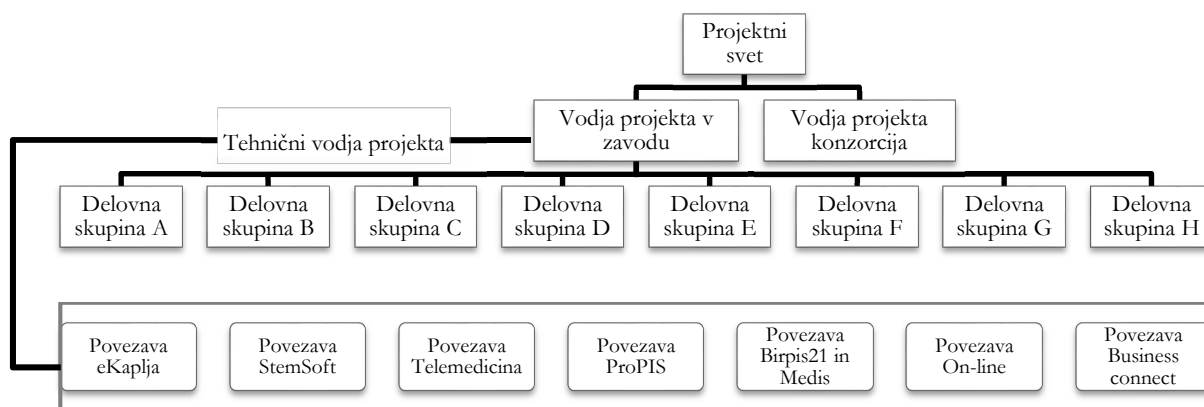 Projektni
svet
Tehnični vodja projekta
Vodja projekta v
zavodu
Vodja projekta
konzorcija
Delovna
skupina A
Delovna
skupina B
Delovna
skupina C
Delovna
skupina D
Delovna
skupina E
Delovna
skupina F
Delovna
skupina G
Delovna
skupina H
Povezava
eKaplja
Povezava
StemSoft
Povezava
Telemedicina
Povezava
ProPIS
Povezava
Birpis21 in
Medis
Povezava
On-line
Povezava
Business
connect